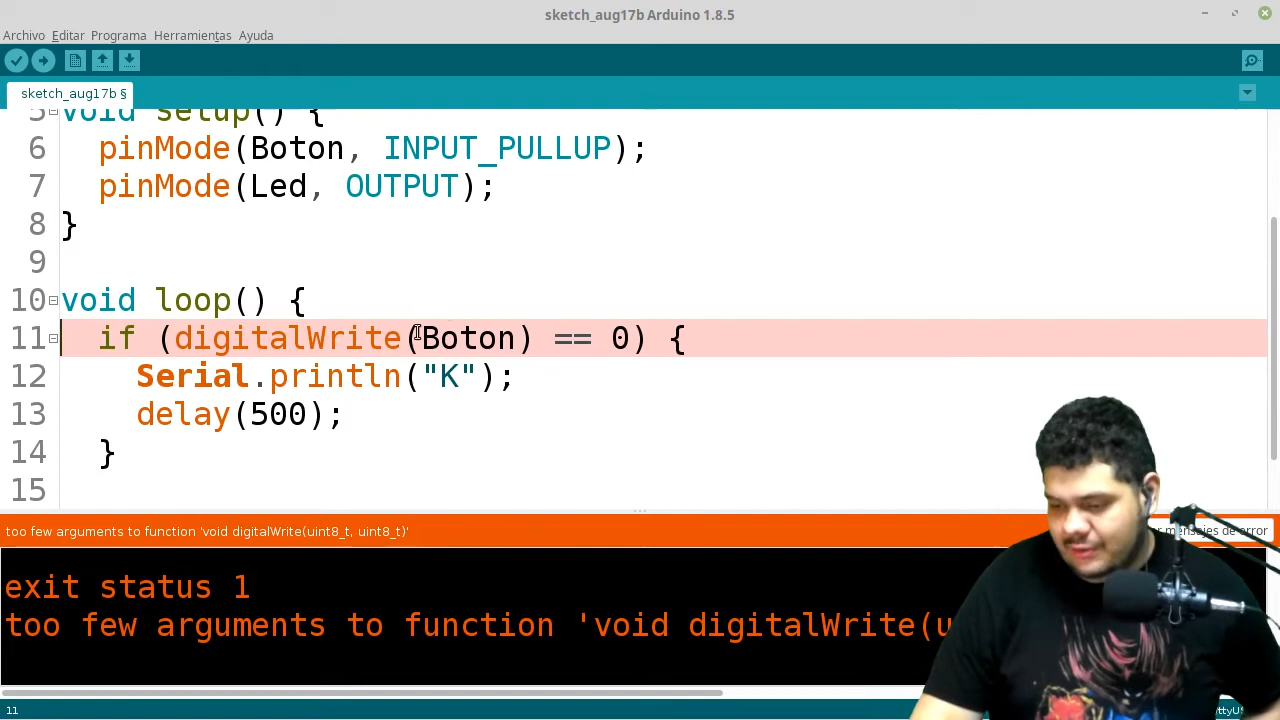 sketch_aug17b Arduino 1.8.5
Archivo Editar Programa Herramientas Ayuda
sketch_aug17b §
5 void setup() {
6 pinMode(Boton, INPUT_PULLUP);
7 pinMode(Led, OUTPUT);
8 }
9
10 void loop() {
11 if (digitalWrite(Boton) == 0) {
12 Serial.println("K");
13 delay(500);
14 }
15
too few arguments to function 'void digitalWrite(uint8_t, uint8_t)' mensajes de error
exit status 1
too few arguments to function 'void digitalWrite(u
11